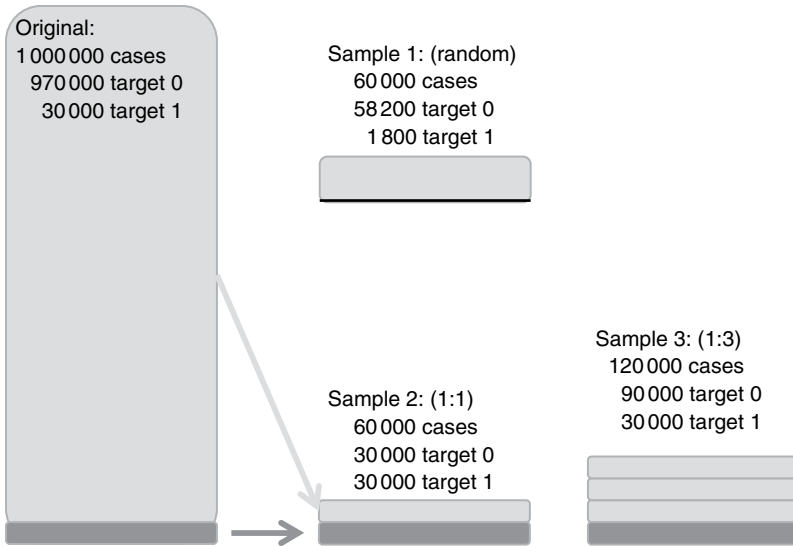 Original:
1 000 000 cases
970 000 target 0
30 000 target 1
Sample 1: (random)
60 000 cases
58 200 target 0
1 800 target 1
Sample 2: (1:1)
60 000 cases
30 000 target 0
30 000 target 1
Sample 3: (1:3)
120 000 cases
90 000 target 0
30 000 target 1